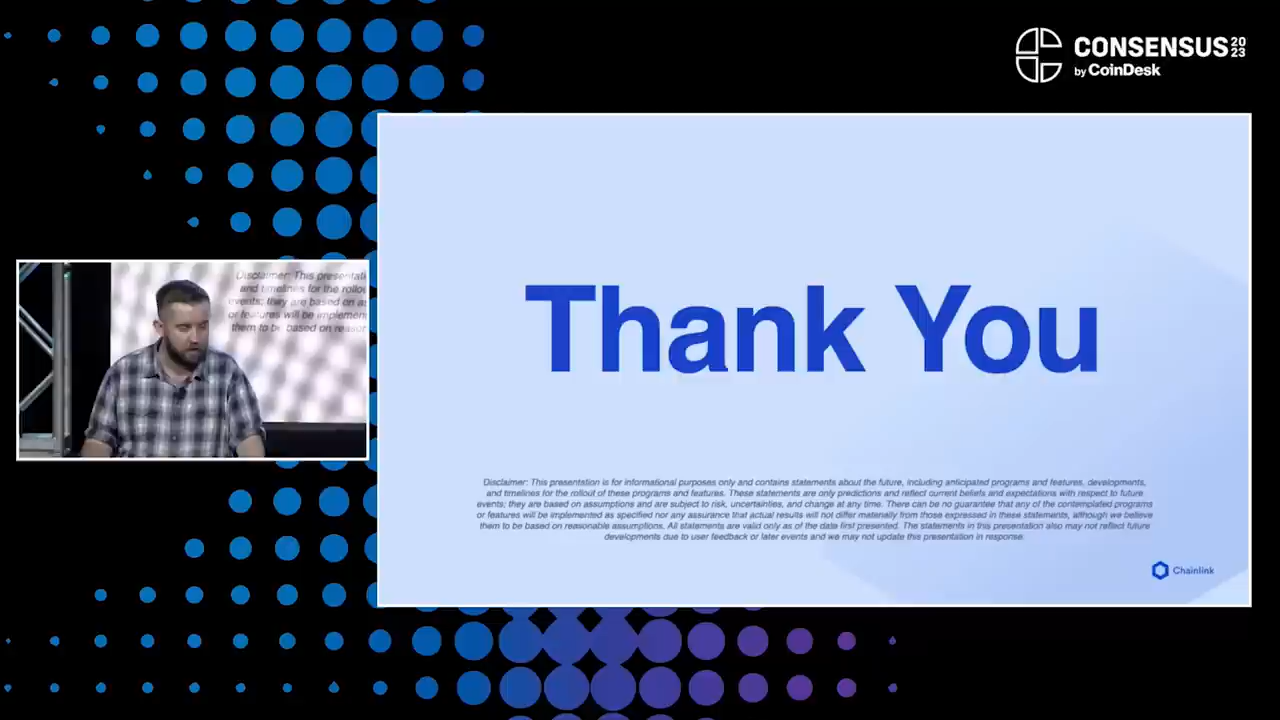 CONSENSUS 20 23
by CoinDesk
Disclaimer: This presentati
and timelines for the rollo
events; they are based on as
or features will be implemen
them to be based on reason
Thank You
Disclaimer: This presentation is for informational purposes only and contains statements about the future, including anticipated programs and features, developments,
and timelines for the rollout of these programs and features. These statements are only predictions and reflect current beliefs and expectations with respect to future
events; they are based on assumptions and are subject to risk, uncertainties, and change at any time. There can be no guarantee that any of the contemplated programs
or features will be implemented as specified nor any assurance that actual results will not differ materially from those expressed in these statements, although we believe
them to be based on reasonable assumptions. All statements are valid only as of the date first presented. The statements in this presentation also may not reflect future
developments due to user feedback or later events and we may not update this presentation in response.
Chainlink